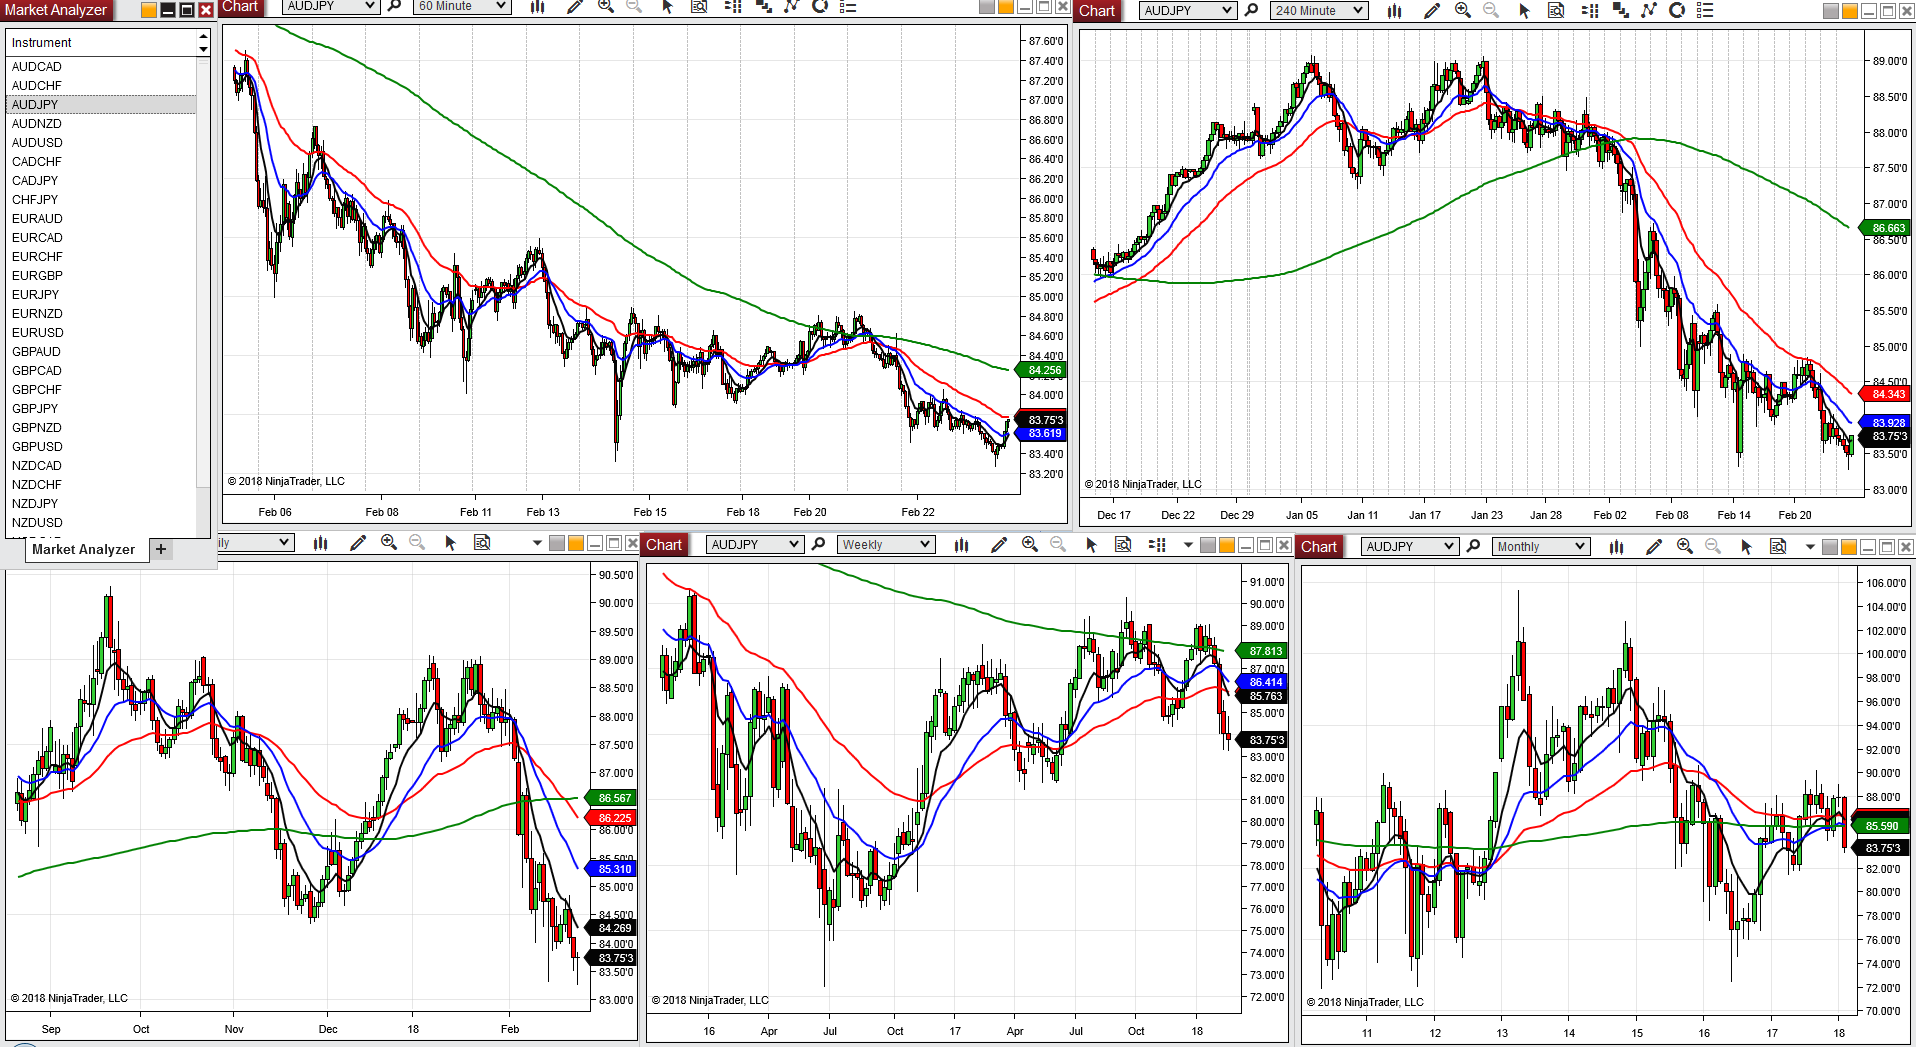 Market Analyzer
Instrument
AUDCAD
AUDCHF
AUDJPY
AUDNZD
AUDUSD
CADCHF
CADJPY
CHFJPY
EURAUD
EURCAD
EURCHF
EURGBP
EURJPY
EURNZD
EURUSD
GBPAUD
GBPCAD
GBPCHF
GBPJPY
GBPNZD
GBPUSD
NZDCAD
NZDCHF
NZDJPY
NZDUSD
Market Analyzer +
Chart AUDJPY 60 Minute
87.60'0
87.40'0
87.20'0
87.00'0
86.80'0
86.60'0
86.40'0
86.20'0
86.00'0
85.80'0
85.60'0
85.40'0
85.20'0
85.00'0
84.80'0
84.60'0
84.40'0
84.256
84.00'0
83.75'3
83.619
83.40'0
83.20'0
© 2018 NinjaTrader, LLC
Feb 06 Feb 08 Feb 11 Feb 13 Feb 15 Feb 18 Feb 20 Feb 22
Chart AUDJPY 240 Minute
89.00'0
88.50'0
88.00'0
87.50'0
87.00'0
86.663
86.50'0
86.00'0
85.50'0
85.00'0
84.50'0
84.343
83.928
83.75'3
83.50'0
83.00'0
© 2018 NinjaTrader, LLC
Dec 17 Dec 22 Dec 29 Jan 05 Jan 11 Jan 17 Jan 23 Jan 28 Feb 02 Feb 08 Feb 14 Feb 20
ily
90.50'0
90.00'0
89.50'0
89.00'0
88.50'0
88.00'0
87.50'0
87.00'0
86.567
86.225
86.00'0
85.50'0
85.310
85.00'0
84.50'0
84.269
84.00'0
83.75'3
83.50'0
83.00'0
© 2018 NinjaTrader, LLC
Sep Oct Nov Dec 18 Feb
Chart AUDJPY Weekly
91.00'0
90.00'0
89.00'0
87.813
87.00'0
86.414
85.763
85.00'0
83.75'3
83.00'0
82.00'0
81.00'0
80.00'0
79.00'0
78.00'0
77.00'0
76.00'0
75.00'0
74.00'0
73.00'0
72.00'0
© 2018 NinjaTrader, LLC
16 Apr Jul Oct 17 Apr Jul Oct 18
Chart AUDJPY Monthly
106.00'0
104.00'0
102.00'0
100.00'0
98.00'0
96.00'0
94.00'0
92.00'0
90.00'0
88.00'0
85.590
83.75'3
82.00'0
80.00'0
78.00'0
76.00'0
74.00'0
72.00'0
70.00'0
© 2018 NinjaTrader, LLC
11 12 13 14 15 16 17 18